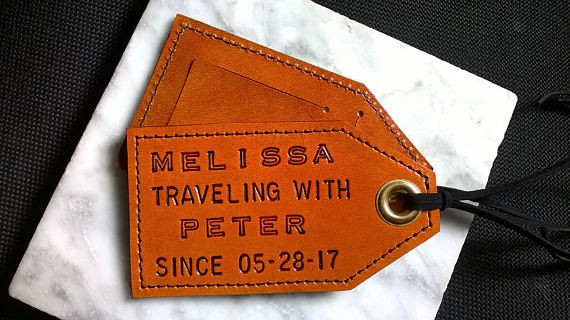 MELISSA
TRAVELING WITH
PETER
SINCE 05-28-17